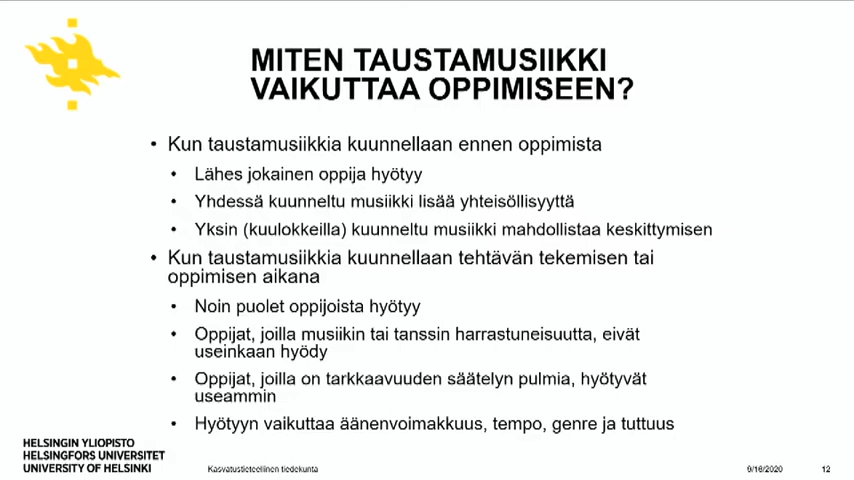 MITEN TAUSTAMUSIIKKI
VAIKUTTAA OPPIMISEEN?
• Kun taustamusiikkia kuunnellaan ennen oppimista
• Lähes jokainen oppija hyötyy
• Yhdessä kuunneltu musiikki lisää yhteisöllisyyttä
• Yksin (kuulokkeilla) kuunneltu musiikki mahdollistaa keskittymisen
• Kun taustamusiikkia kuunnellaan tehtävän tekemisen tai
oppimisen aikana
• Noin puolet oppijoista hyötyy
• Oppijat, joilla musiikin tai tanssin harrastuneisuutta, eivät
useinkaan hyödy
• Oppijat, joilla on tarkkaavuuden säätelyn pulmia, hyötyvät
useammin
• Hyötyyn vaikuttaa äänenvoimakkuus, tempo, genre ja tuttuus
HELSINGIN YLIOPISTO
HELSINGFORS UNIVERSITET
UNIVERSITY OF HELSINKI
Kasvatustieteellinen tiedekunta
9/16/2020
12